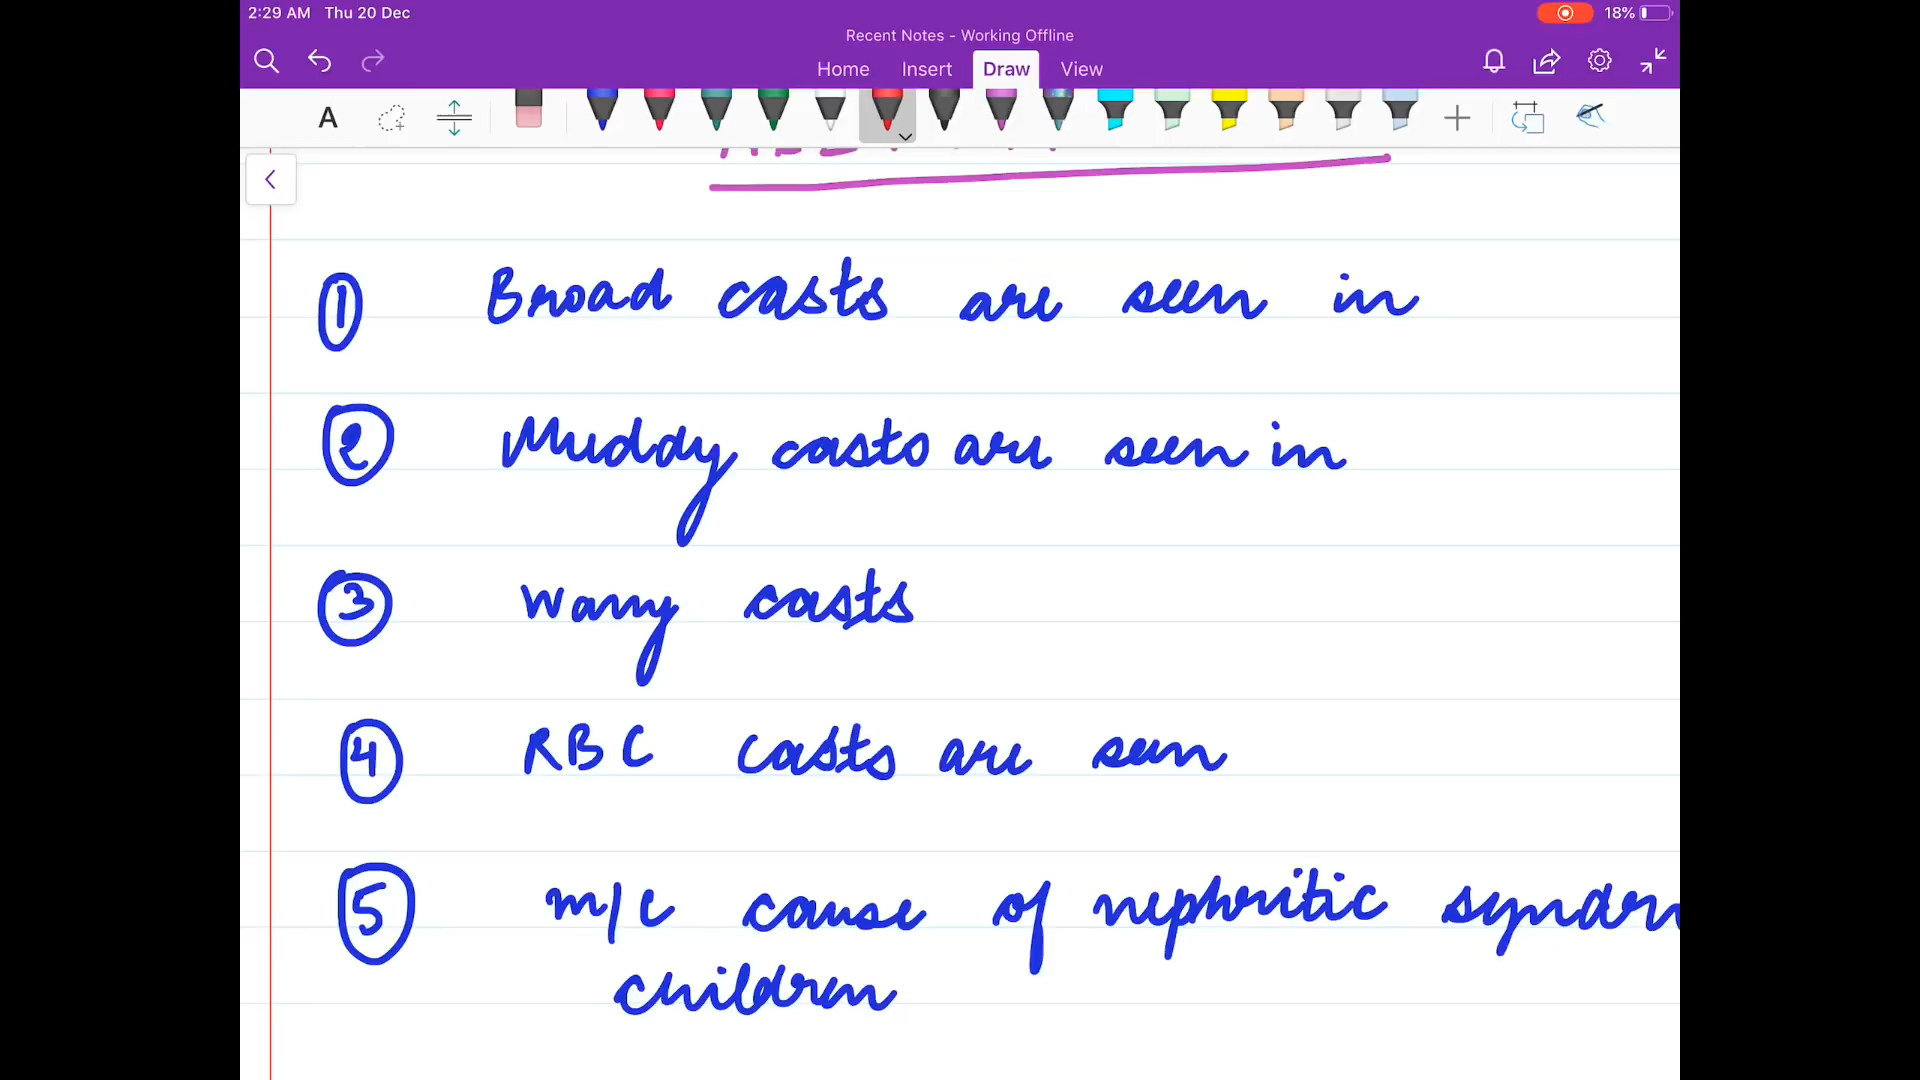 2:29 AM Thu 20 Dec
18%
Recent Notes - Working Offline
Home Insert Draw View
A
1 Broad casts are seen in
2 Muddy casts are seen in
3 Waxy casts
4 RBC casts are seen
5 m/c cause of nephritic
children